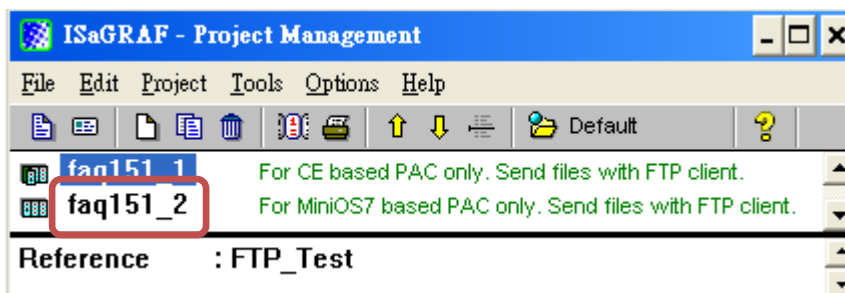 ISaGRAF - Project Management
File Edit Project Tools Options Help
Default
faq151_1 For CE based PAC only. Send files with FTP client.
faq151_2 For MiniOS7 based PAC only. Send files with FTP client.
Reference : FTP_Test